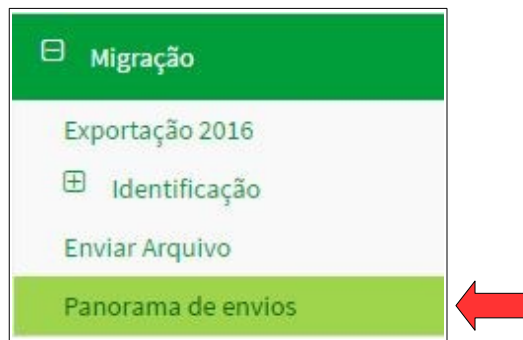 Migração
Exportação 2016
Identificação
Enviar Arquivo
Panorama de envios